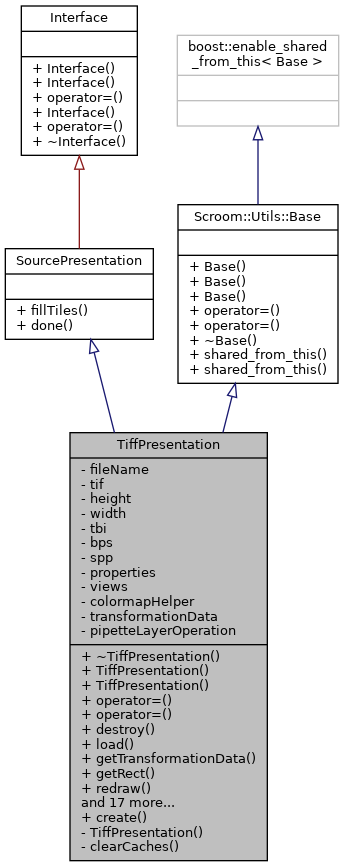 Interface
+ Interface()
+ Interface()
+ operator=()
+ Interface()
+ operator=()
+ ~Interface()
boost::enable_shared
_from_this< Base >
SourcePresentation
+ fillTiles()
+ done()
Scroom::Utils::Base
+ Base()
+ Base()
+ Base()
+ operator=()
+ operator=()
+ ~Base()
+ shared_from_this()
+ shared_from_this()
TiffPresentation
- fileName
- tif
- height
- width
- tbi
- bps
- spp
- properties
- views
- colormapHelper
- transformationData
- pipetteLayerOperation
+ ~TiffPresentation()
+ TiffPresentation()
+ TiffPresentation()
+ operator=()
+ operator=()
+ destroy()
+ load()
+ getTransformationData()
+ getRect()
+ redraw()
and 17 more...
+ create()
- TiffPresentation()
- clearCaches()